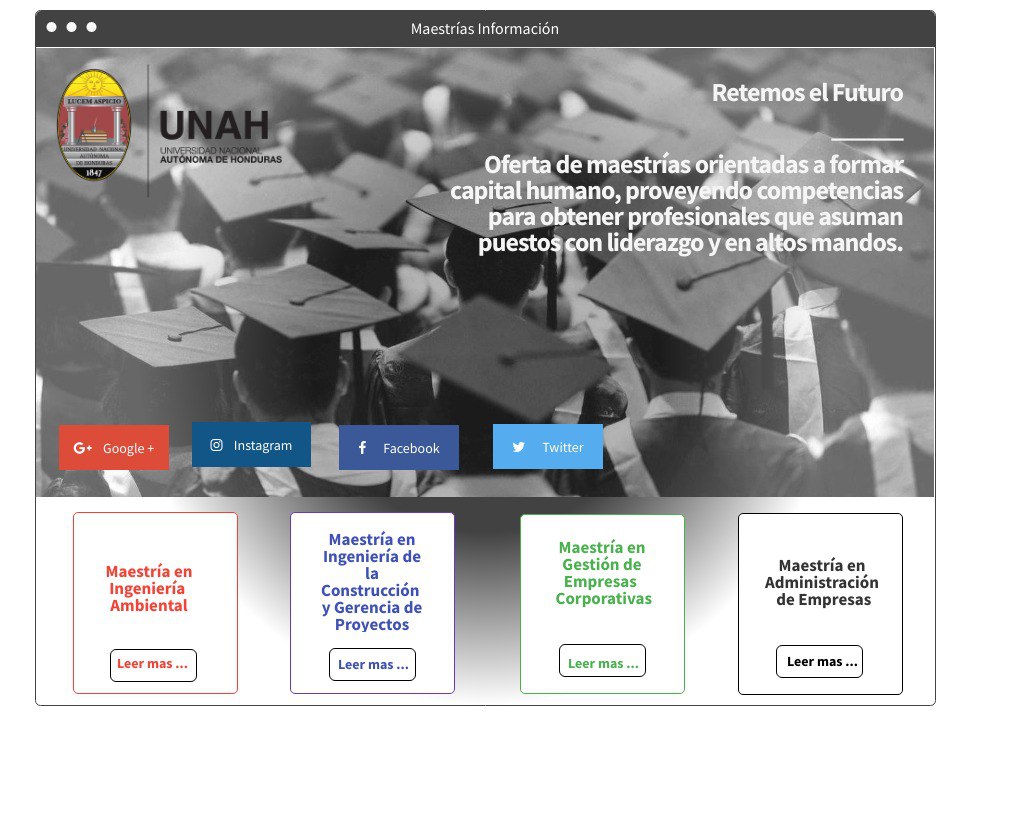 Maestrías Información
LUCEM ASPICIO
UNIVERSIDAD NACIONAL
AUTÓNOMA
DE HONDURAS
1847
UNAH
UNIVERSIDAD NACIONAL
AUTÓNOMA DE HONDURAS
Retemos el Futuro
Oferta de maestrías orientadas a formar
capital humano, proveyendo competencias
para obtener profesionales que asuman
puestos con liderazgo y en altos mandos.
Google +
Instagram
Facebook
Twitter
Maestría en
Ingeniería
Ambiental
Leer mas ...
Maestría en
Ingeniería de
la
Construcción
y Gerencia de
Proyectos
Leer mas ...
Maestría en
Gestión de
Empresas
Corporativas
Leer mas ...
Maestría en
Administración
de Empresas
Leer mas ...